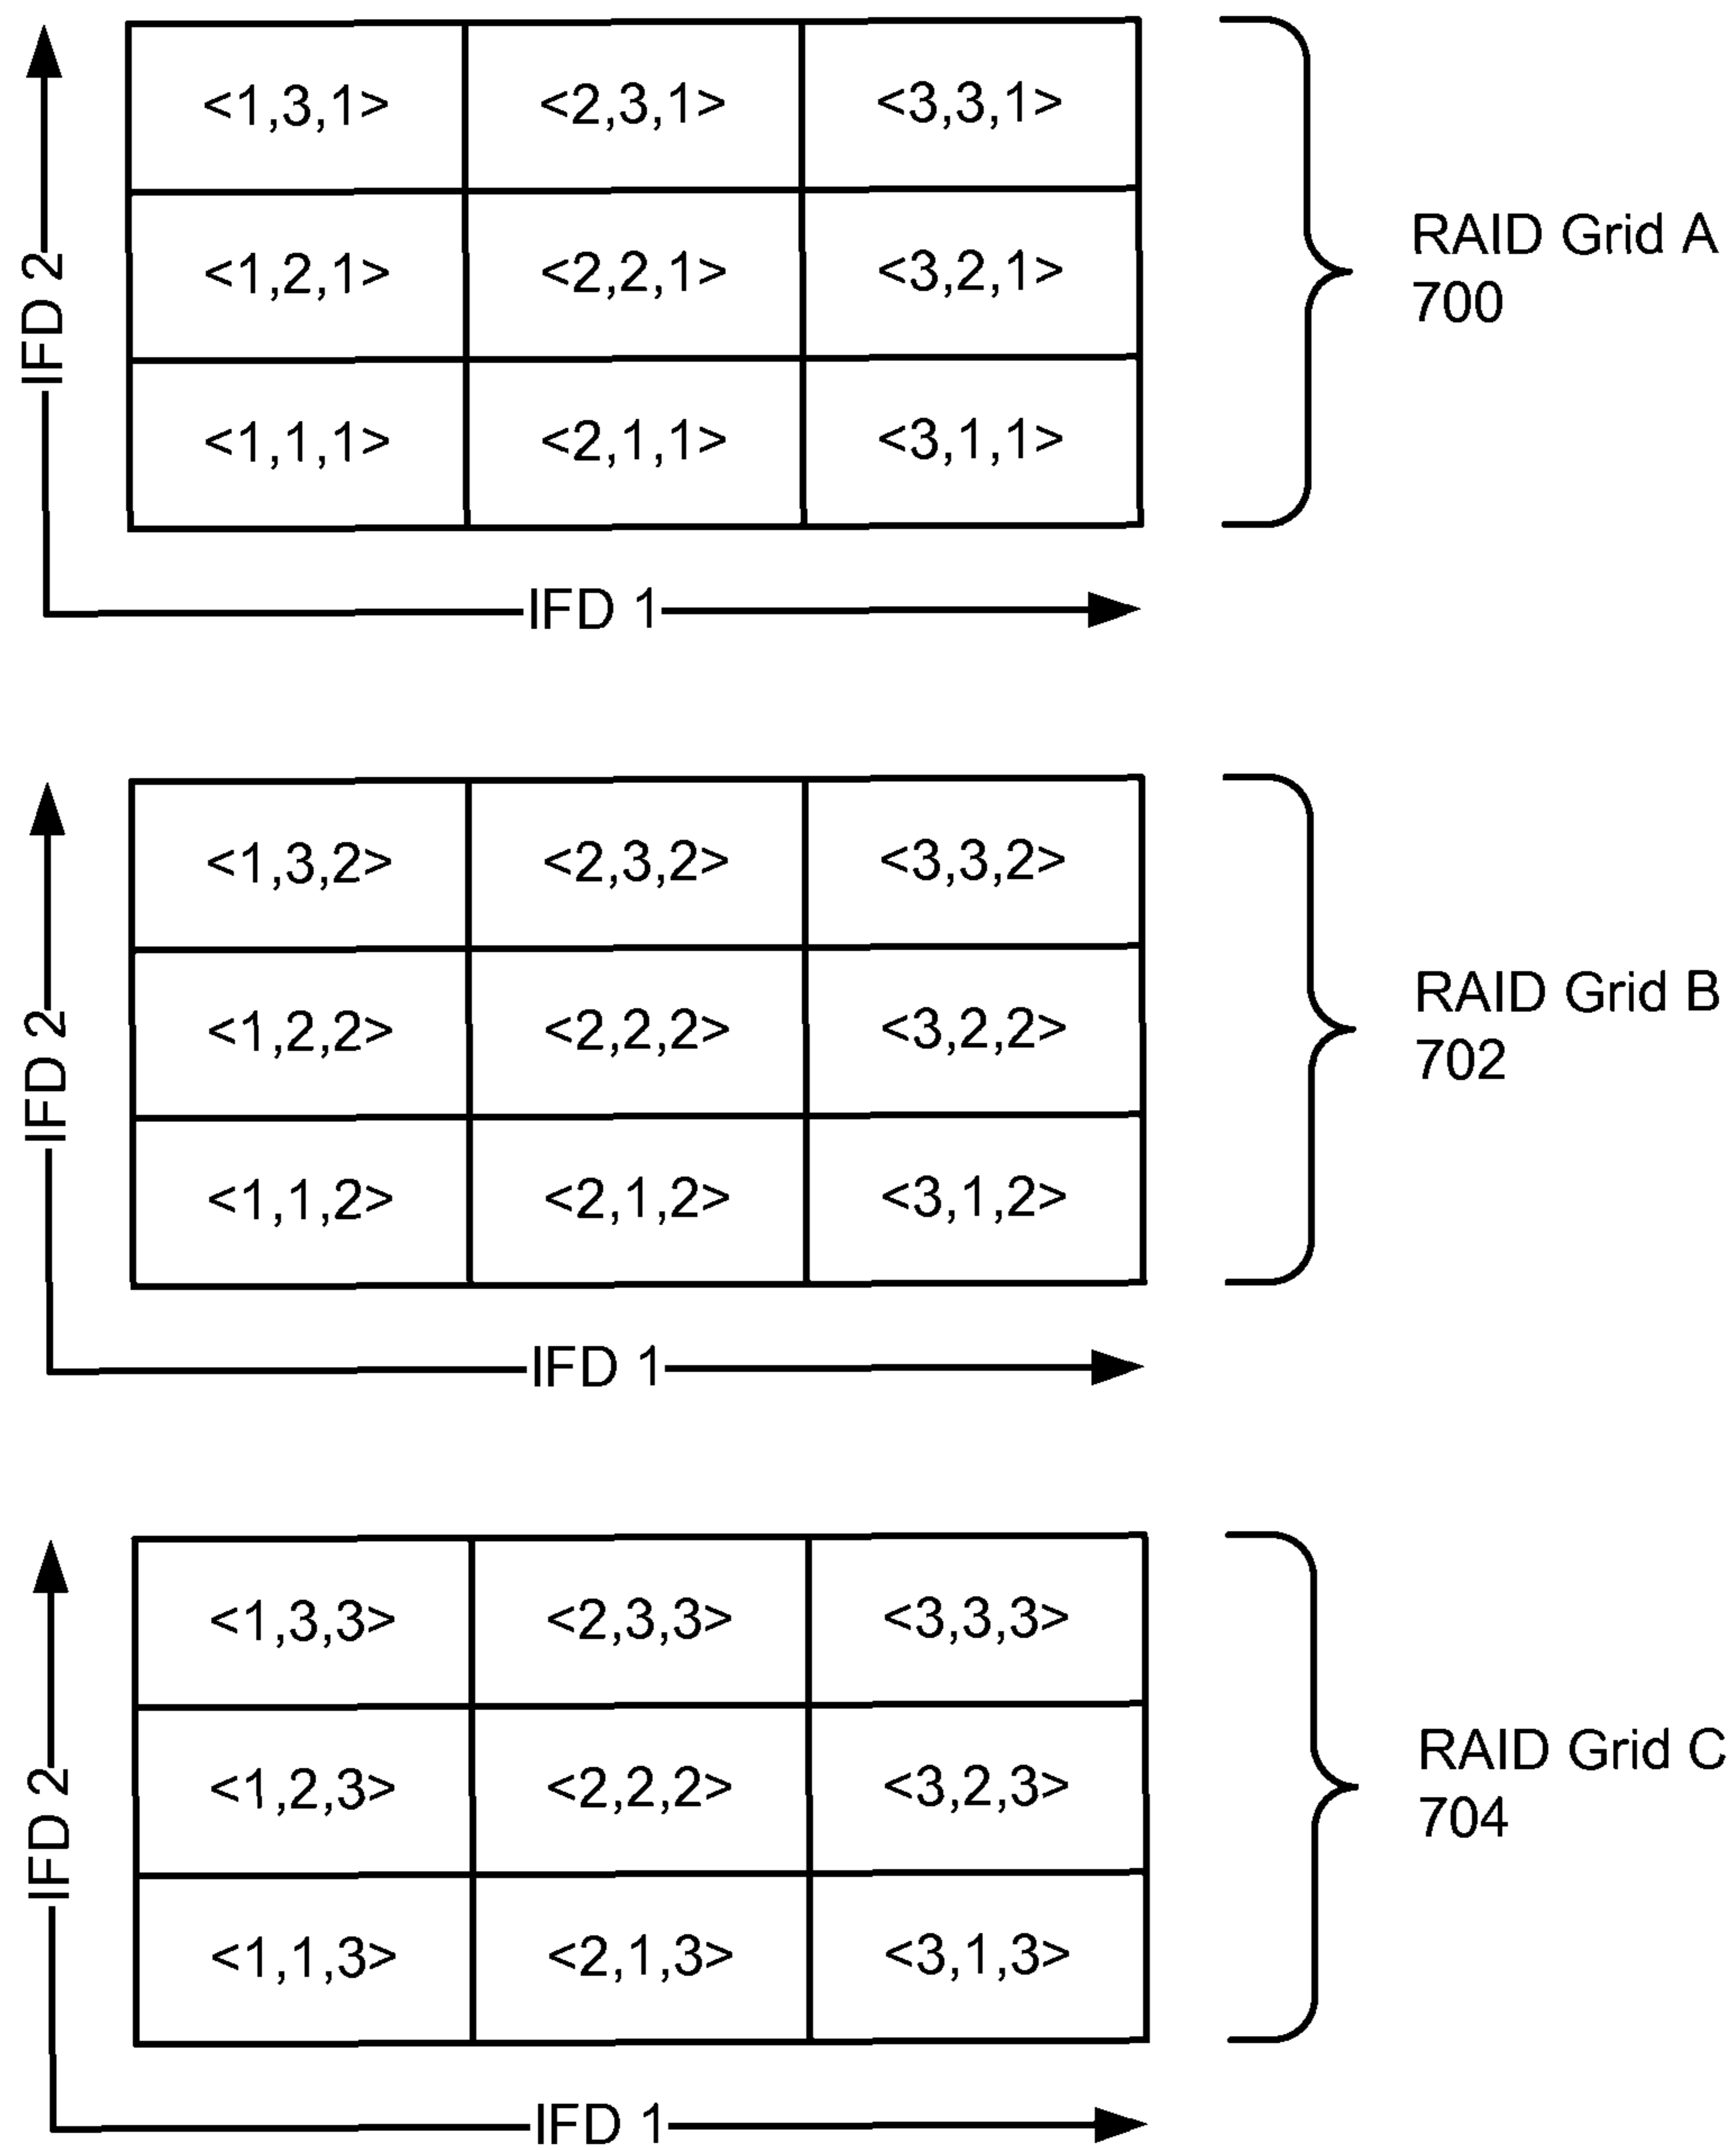 <1,3,1> <2,3,1> <3,3,1>
<1,2,1> <2,2,1> <3,2,1>
<1,1,1> <2,1,1> <3,1,1>
IFD 2
IFD 1
RAID Grid A
700
<1,3,2> <2,3,2> <3,3,2>
<1,2,2> <2,2,2> <3,2,2>
<1,1,2> <2,1,2> <3,1,2>
IFD 2
IFD 1
RAID Grid B
702
<1,3,3> <2,3,3> <3,3,3>
<1,2,3> <2,2,2> <3,2,3>
<1,1,3> <2,1,3> <3,1,3>
IFD 2
IFD 1
RAID Grid C
704